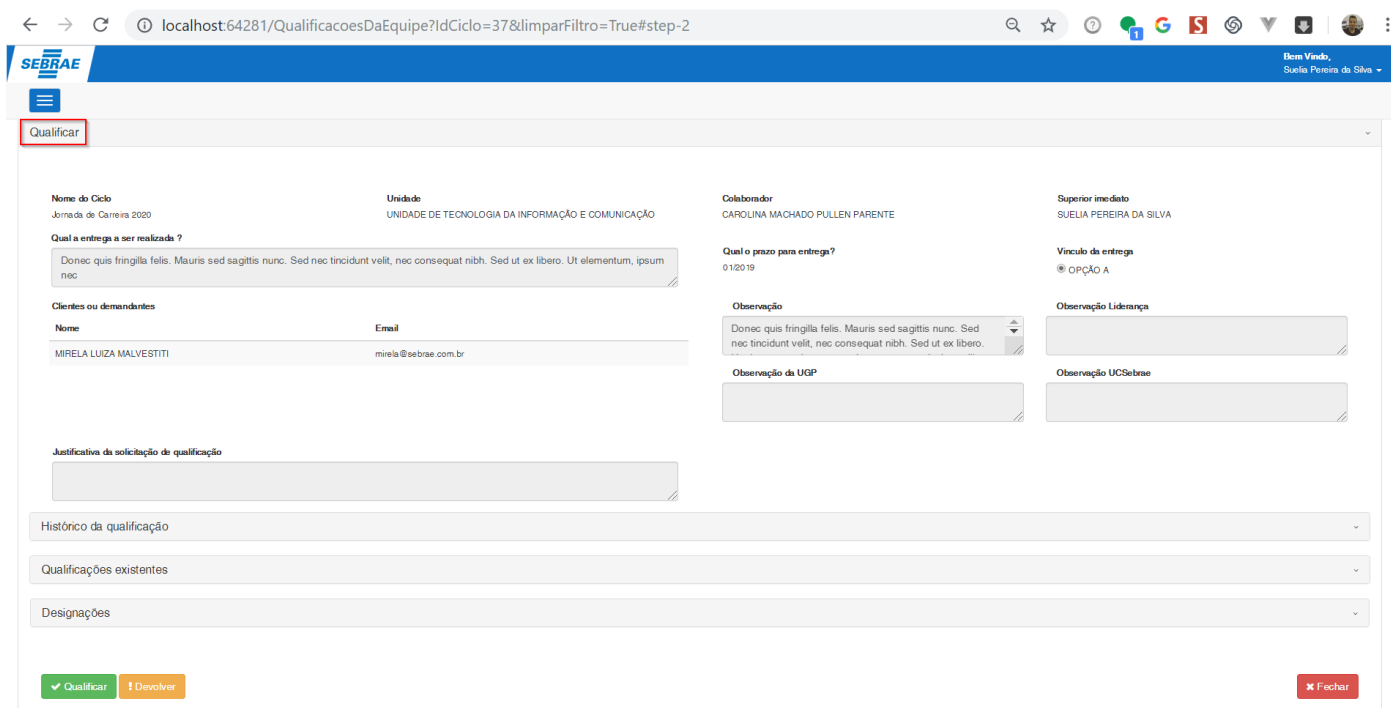 localhost:64281/QualificacoesDaEquipe?IdCiclo=37&limparFiltro=True#step-2
1
SEBRAE
Bem Vindo,
Suelia Pereira da Silva
Qualificar
Nome do Ciclo
Jornada de Carreira 2020
Unidade
UNIDADE DE TECNOLOGIA DA INFORMAÇÃO E COMUNICAÇÃO
Colaborador
CAROLINA MACHADO PULLEN PARENTE
Superior imediato
SUELIA PEREIRA DA SILVA
Qual a entrega a ser realizada ?
Donec quis fringilla felis. Mauris sed sagittis nunc. Sed nec tincidunt velit, nec consequat nibh. Sed ut ex libero. Ut elementum, ipsum
nec
Qual o prazo para entrega?
01/2019
Vinculo da entrega
OPÇÃO A
Clientes ou demandantes
Nome Email
MIRELA LUIZA MALVESTITI mirela@sebrae.com.br
Observação
Donec quis fringilla felis. Mauris sed sagittis nunc. Sed
nec tincidunt velit, nec consequat nibh. Sed ut ex libero.
Observação Liderança
Observação da UGP
Observação UCSebrae
Justificativa da solicitação de qualificação
Histórico da qualificação
Qualificações existentes
Designações
Qualificar
Devolver
Fechar